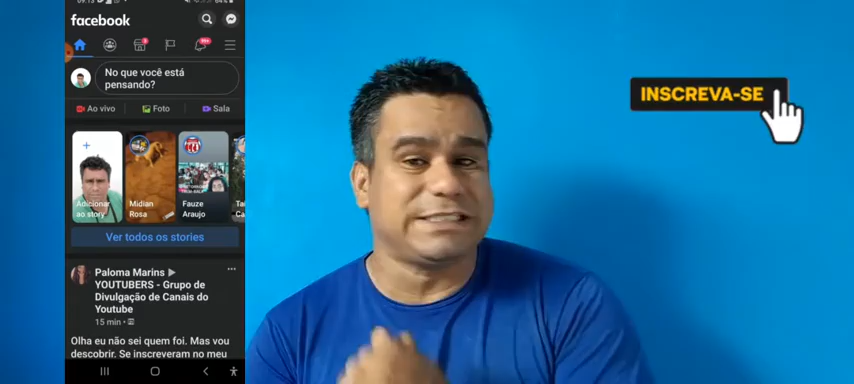 facebook
No que você está
pensando?
Ao vivo
Foto
Sala
Adicionar
ao story
Midian
Rosa
Fauze
Araujo
Ver todos os stories
Paloma Marins ▶
YOUTUBERS - Grupo de
Divulgação de Canais do
Youtube
15 min •
Olha eu não sei quem foi. Mas vou
descobrir. Se inscreveram no meu
INSCREVA-SE